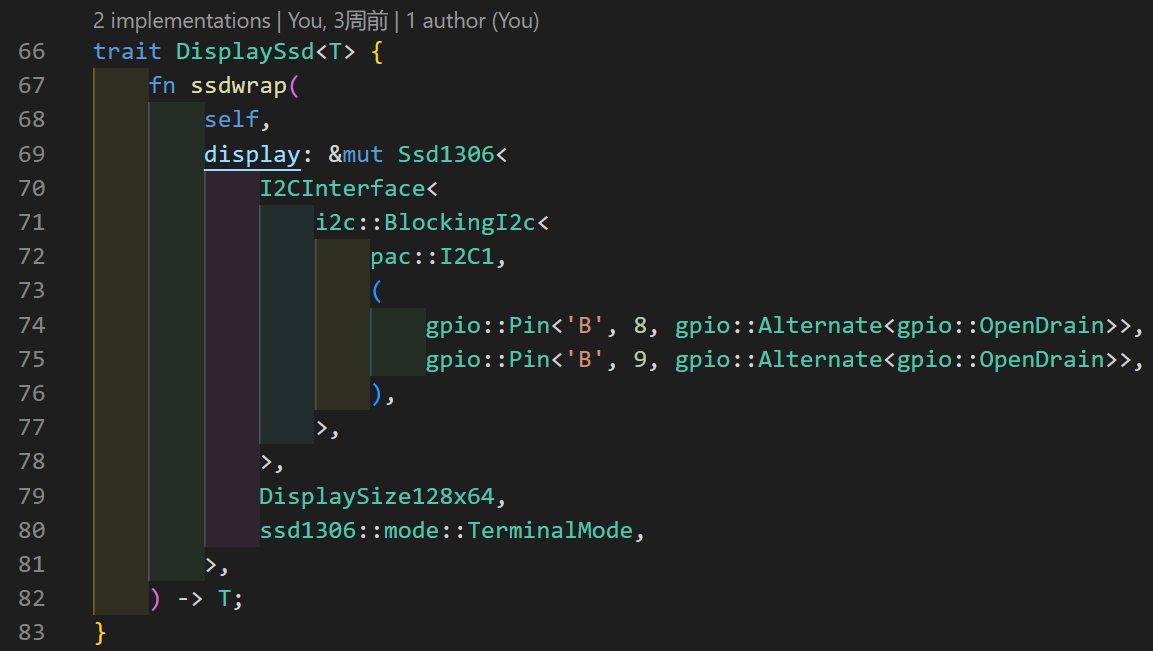 2 implementations | You, 3周前 | 1 author (You)
66 trait DisplaySsd<T> {
67     fn ssdwrap(
68         self,
69         display: &mut Ssd1306<
70             I2CInterface<
71                 i2c::BlockingI2c<
72                     pac::I2C1,
73                     (
74                         gpio::Pin<'B', 8, gpio::Alternate<gpio::OpenDrain>>,
75                         gpio::Pin<'B', 9, gpio::Alternate<gpio::OpenDrain>>,
76                     ),
77                 >,
78             >,
79             DisplaySize128x64,
80             ssd1306::mode::TerminalMode,
81         >,
82     ) -> T;
83 }